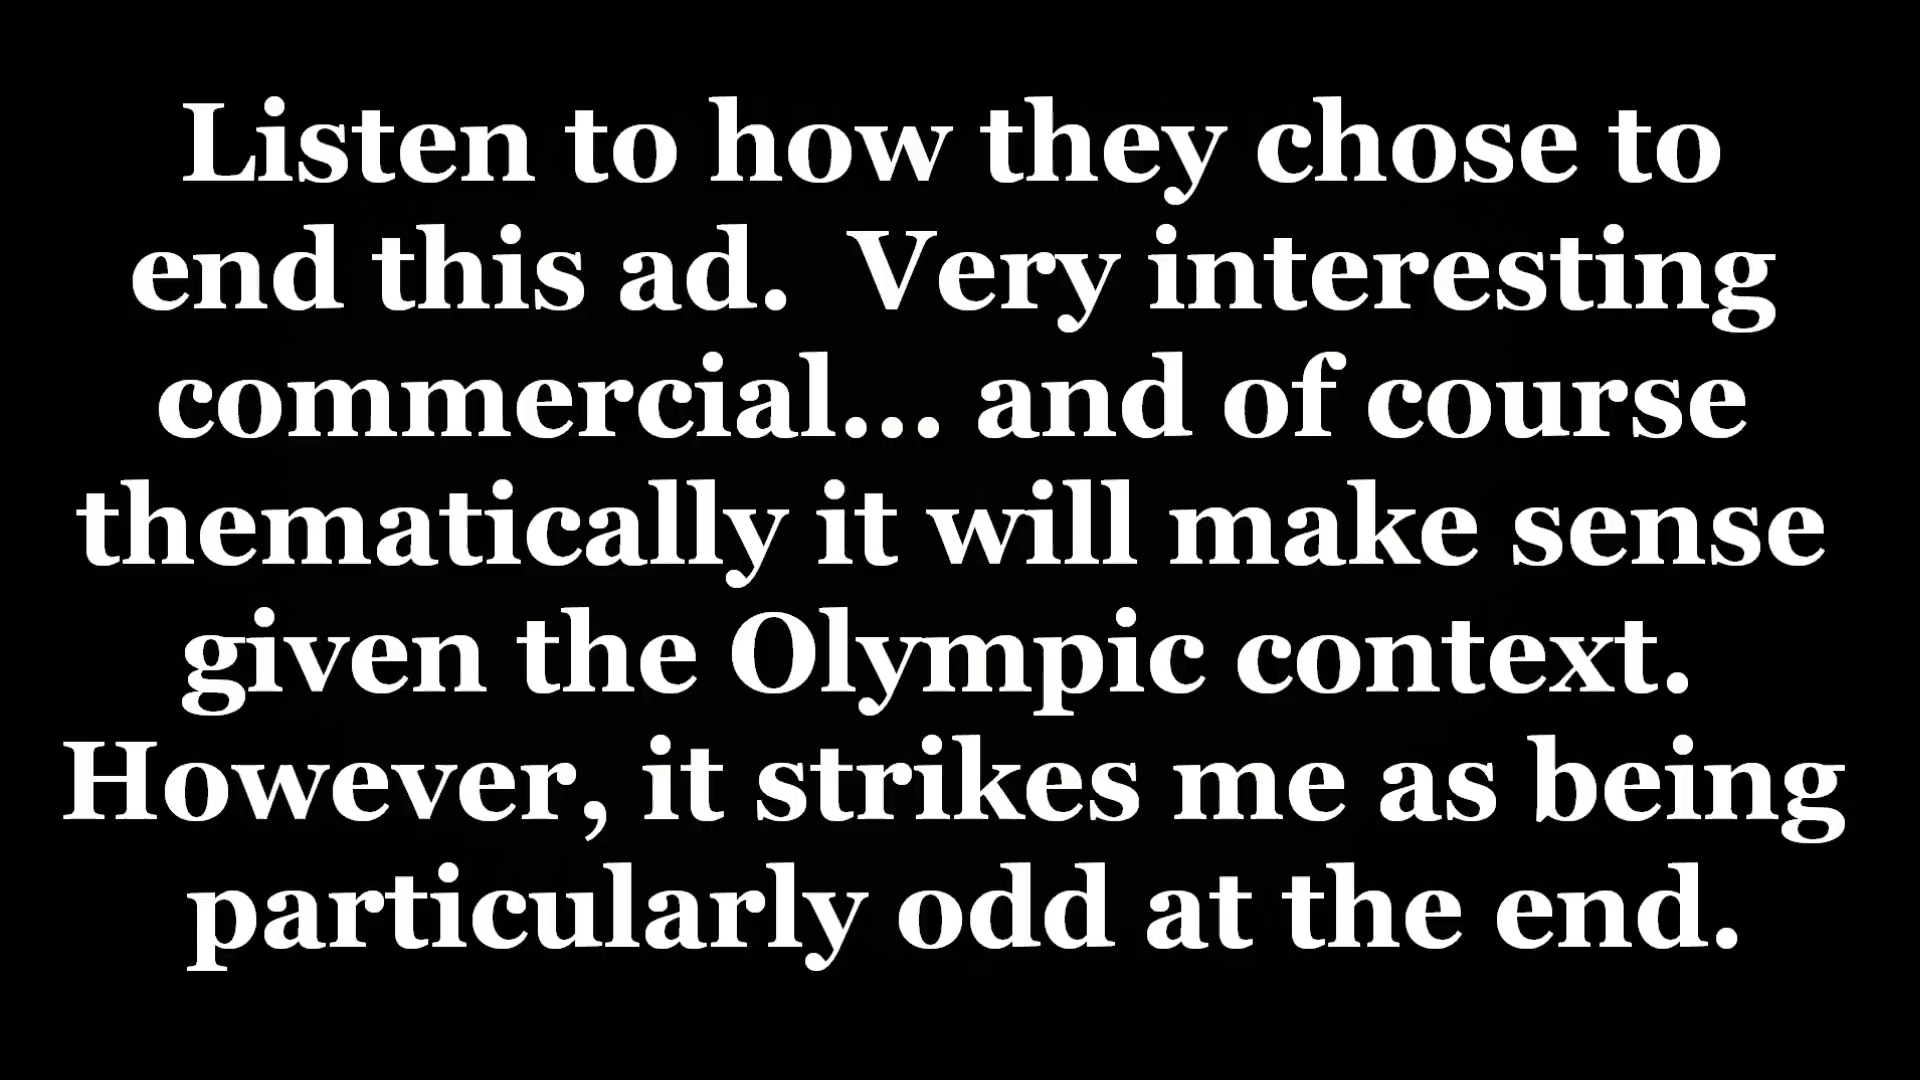 Listen to how they chose to
end this ad.  Very interesting
commercial... and of course
thematically it will make sense
given the Olympic context.
However, it strikes me as being
particularly odd at the end.